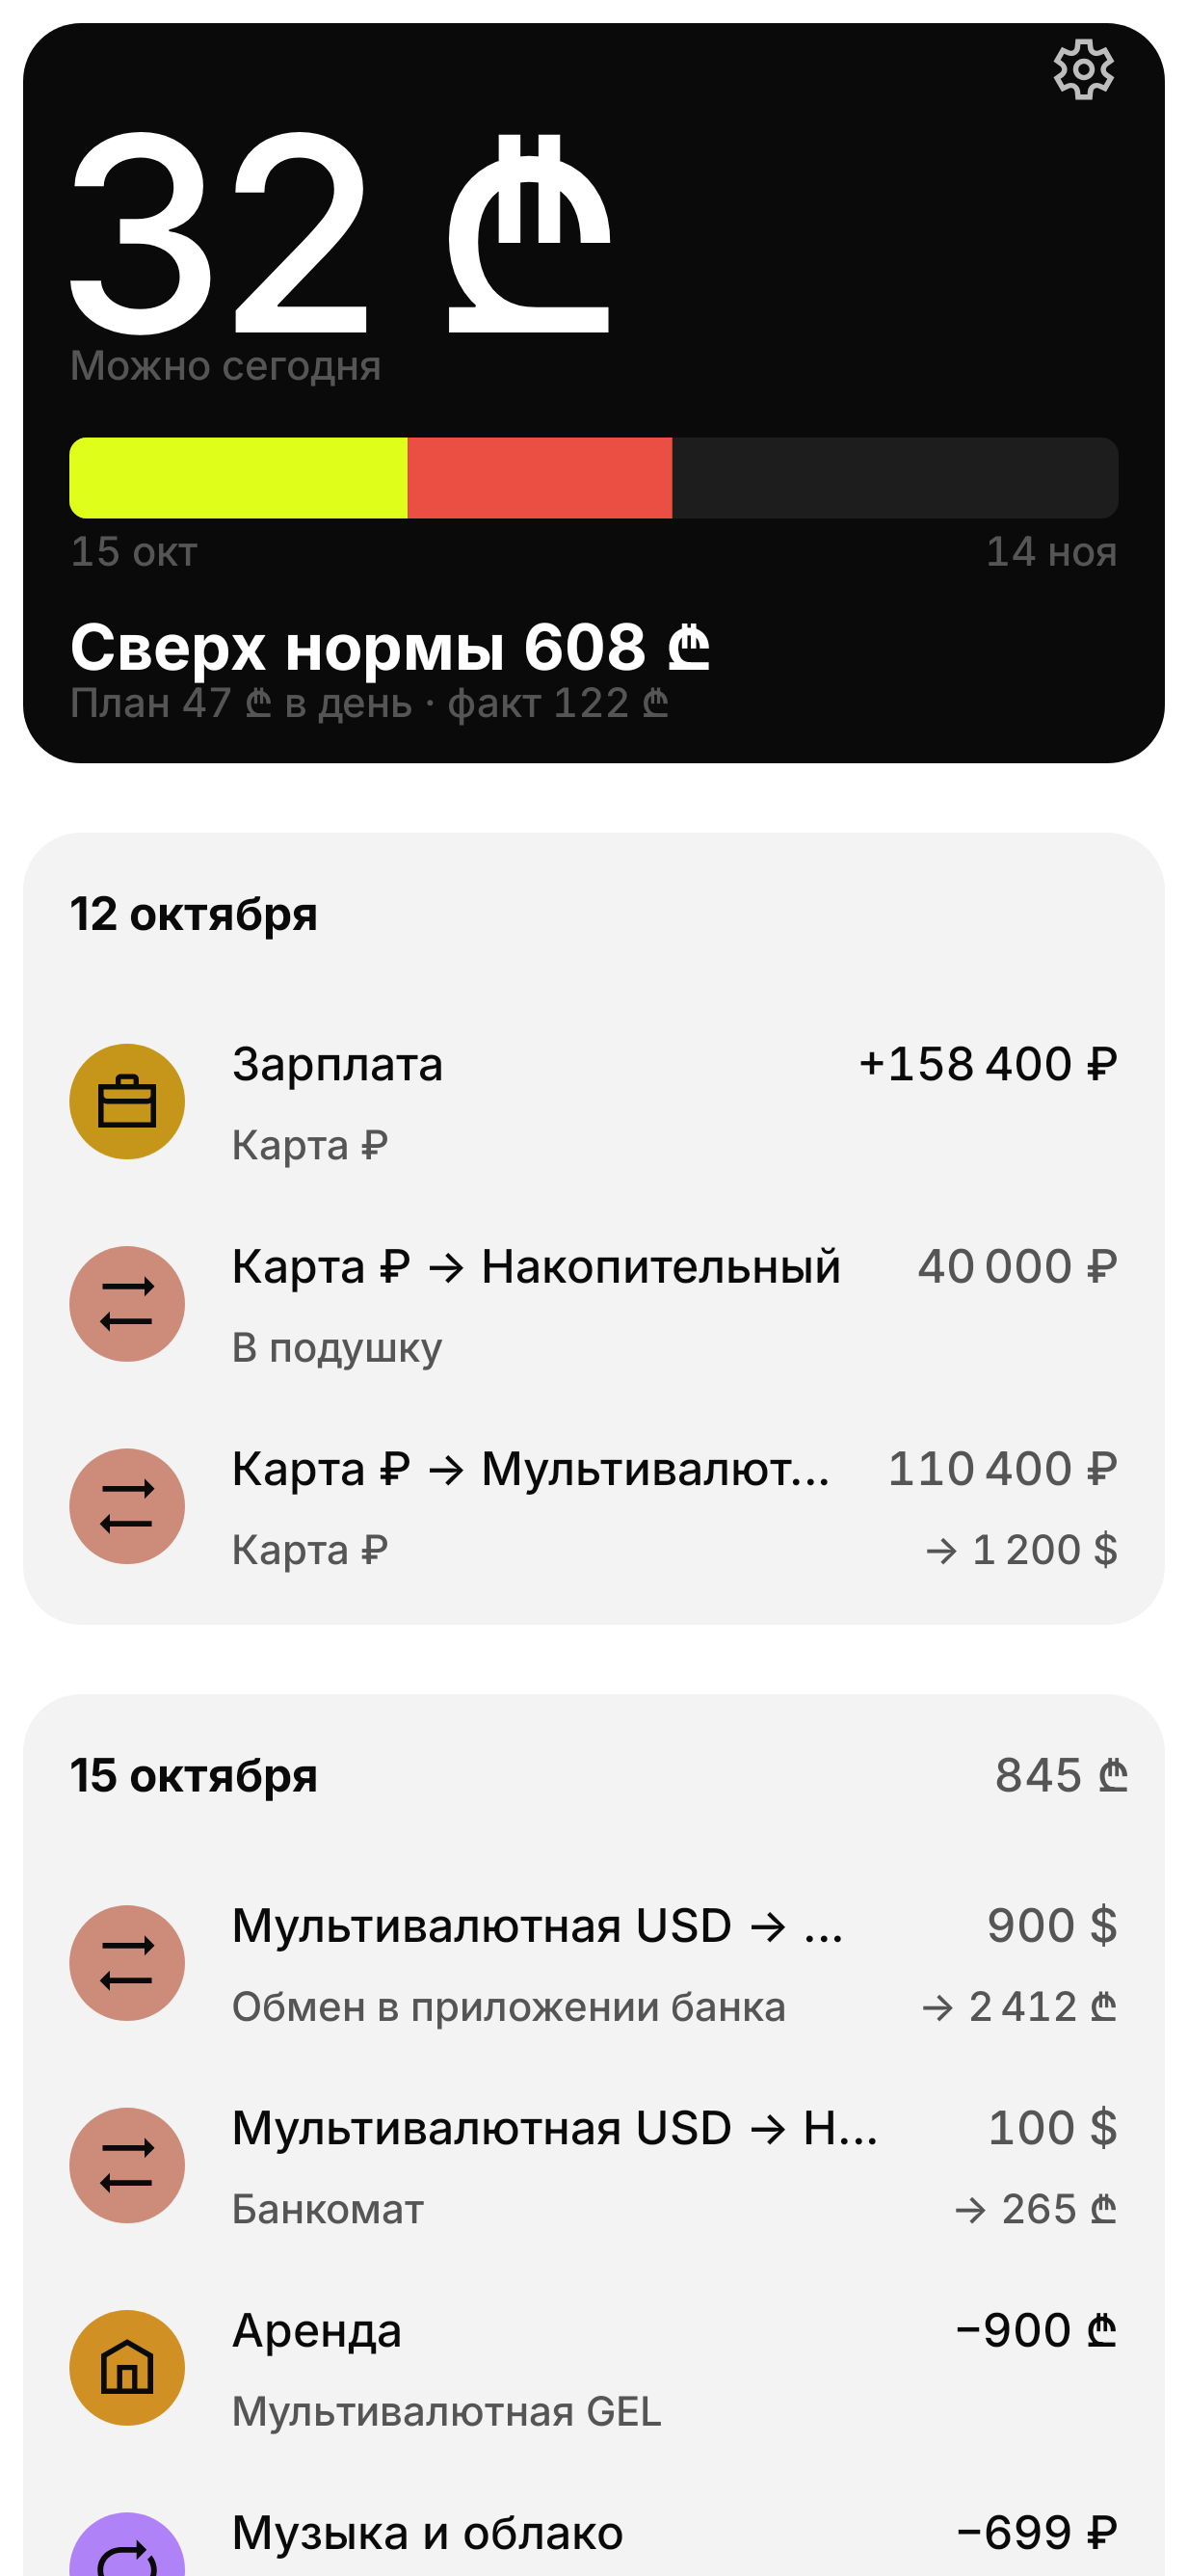 32 ₾
Можно сегодня
15 окт
14 ноя
Сверх нормы 608 ₾
План 47 ₾ в день · факт 122 ₾
12 октября
Зарплата
+158 400 ₽
Карта ₽
Карта ₽ → Накопительный
40 000 ₽
В подушку
Карта ₽ → Мультивалют...
110 400 ₽
Карта ₽
→ 1 200 $
15 октября
845 ₾
Мультивалютная USD → ...
900 $
Обмен в приложении банка
→ 2 412 ₾
Мультивалютная USD → Н...
100 $
Банкомат
→ 265 ₾
Аренда
−900 ₾
Мультивалютная GEL
Музыка и облако
−699 ₽